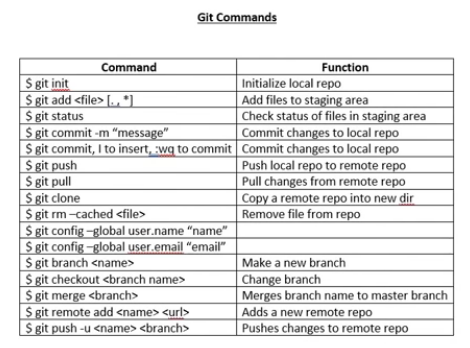 Git Commands
Command Function
$ git init Initialize local repo
$ git add <file> [. , *] Add files to staging area
$ git status Check status of files in staging area
$ git commit -m “message” Commit changes to local repo
$ git commit, I to insert, :wq to commit Commit changes to local repo
$ git push Push local repo to remote repo
$ git pull Pull changes from remote repo
$ git clone Copy a remote repo into new dir
$ git rm –cached <file> Remove file from repo
$ git config –global user.name “name”
$ git config –global user.email “email”
$ git branch <name> Make a new branch
$ git checkout <branch name> Change branch
$ git merge <branch> Merges branch name to master branch
$ git remote add <name> <url> Adds a new remote repo
$ git push -u <name> <branch> Pushes changes to remote repo